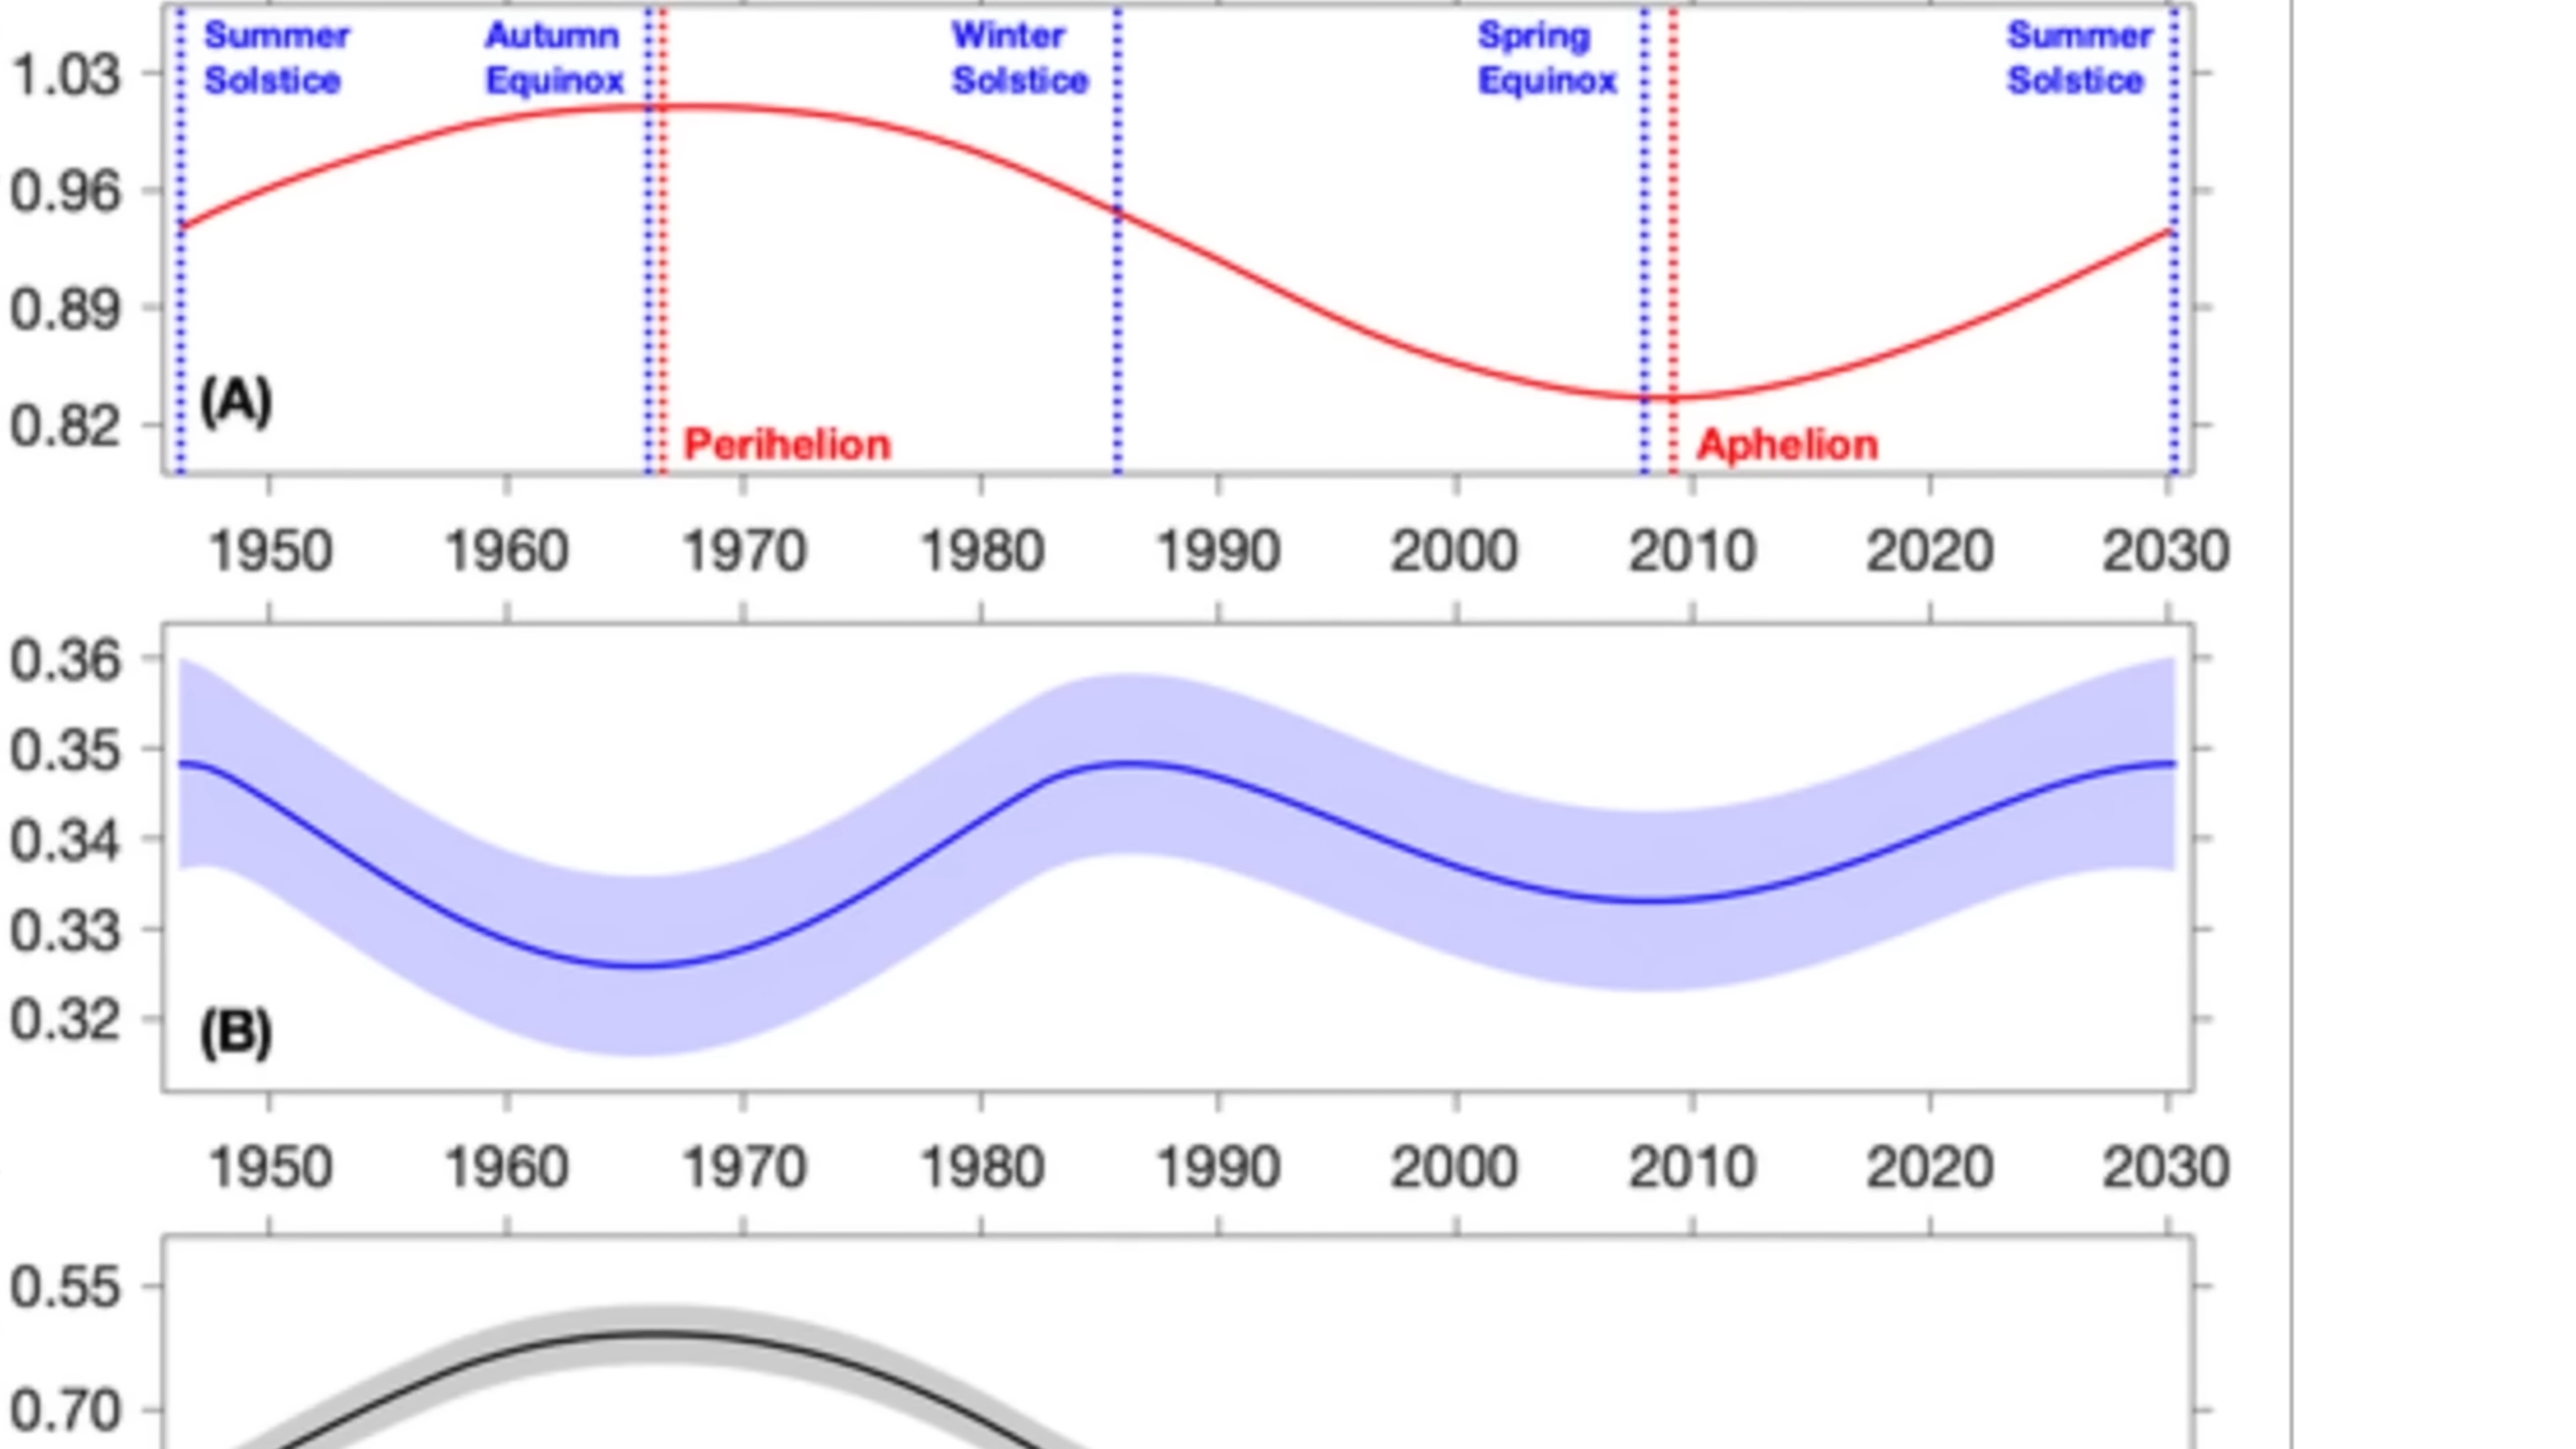 Summer Autumn Winter Spring Summer
Solstice Equinox Solstice Equinox Solstice
1.03
0.96
0.89
0.82
(A)
Perihelion Aphelion
1950 1960 1970 1980 1990 2000 2010 2020 2030
0.36
0.35
0.34
0.33
0.32
(B)
1950 1960 1970 1980 1990 2000 2010 2020 2030
0.55
0.70